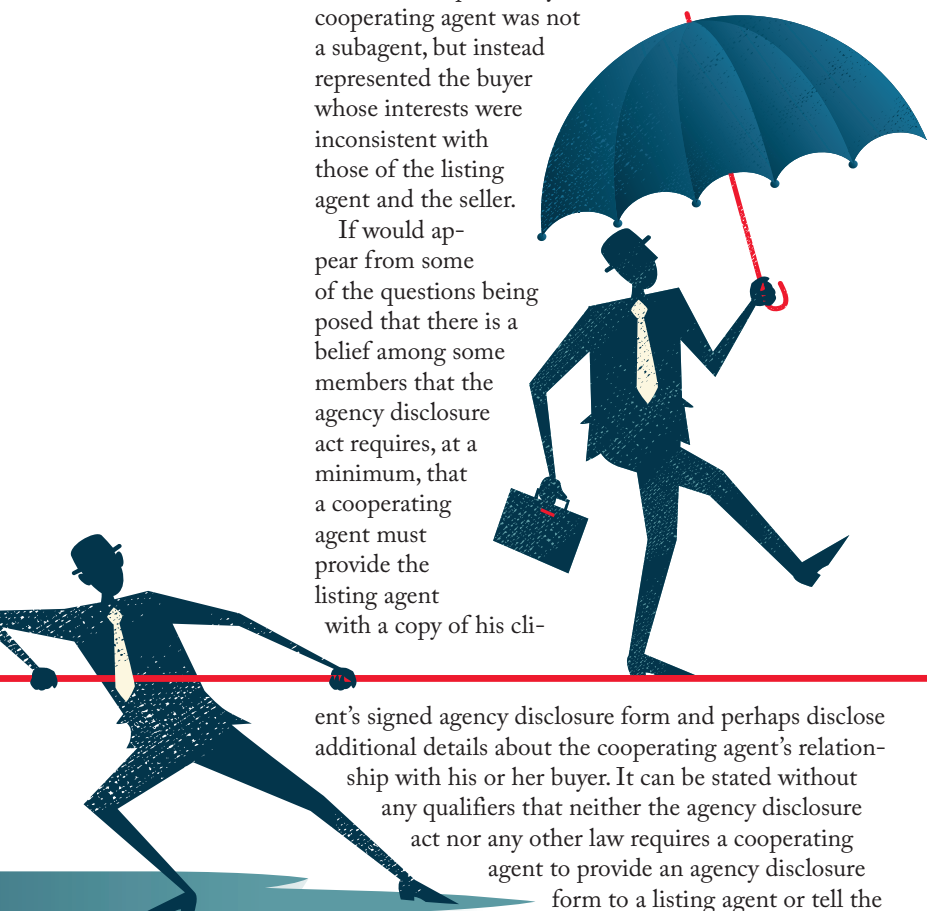 cooperating agent was not
a subagent, but instead
represented the buyer
whose interests were
inconsistent with
those of the listing
agent and the seller.
If would ap-
pear from some
of the questions being
posed that there is a
belief among some
members that the
agency disclosure
act requires, at a
minimum, that
a cooperating
agent must
provide the
listing agent
with a copy of his cli-
ent’s signed agency disclosure form and perhaps disclose
additional details about the cooperating agent’s relation-
ship with his or her buyer. It can be stated without
any qualifiers that neither the agency disclosure
act nor any other law requires a cooperating
agent to provide an agency disclosure
form to a listing agent or tell the